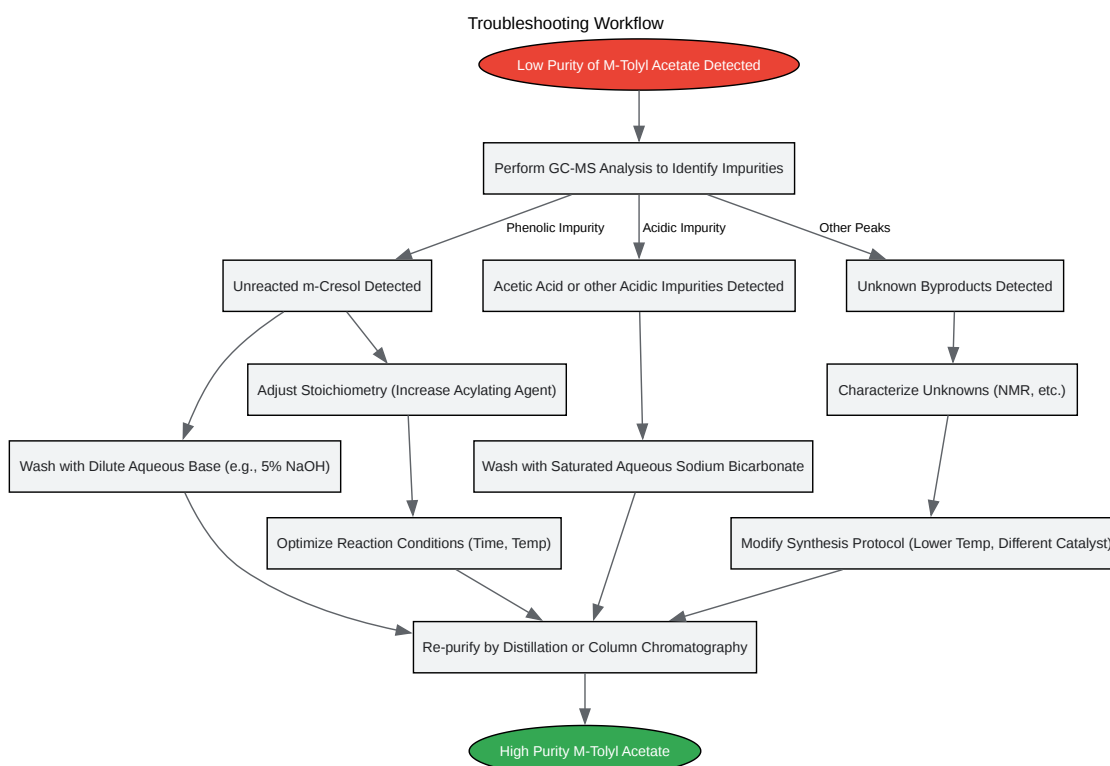 Troubleshooting Workflow
Low Purity of M-Tolyl Acetate Detected
Perform GC-MS Analysis to Identify Impurities
Phenolic Impurity
Acidic Impurity
Other Peaks
Unreacted m-Cresol Detected
Acetic Acid or other Acidic Impurities Detected
Unknown Byproducts Detected
Adjust Stoichiometry (Increase Acylating Agent)
Characterize Unknowns (NMR, etc.)
Wash with Dilute Aqueous Base (e.g., 5% NaOH)
Wash with Saturated Aqueous Sodium Bicarbonate
Optimize Reaction Conditions (Time, Temp)
Modify Synthesis Protocol (Lower Temp, Different Catalyst)
Re-purify by Distillation or Column Chromatography
High Purity M-Tolyl Acetate